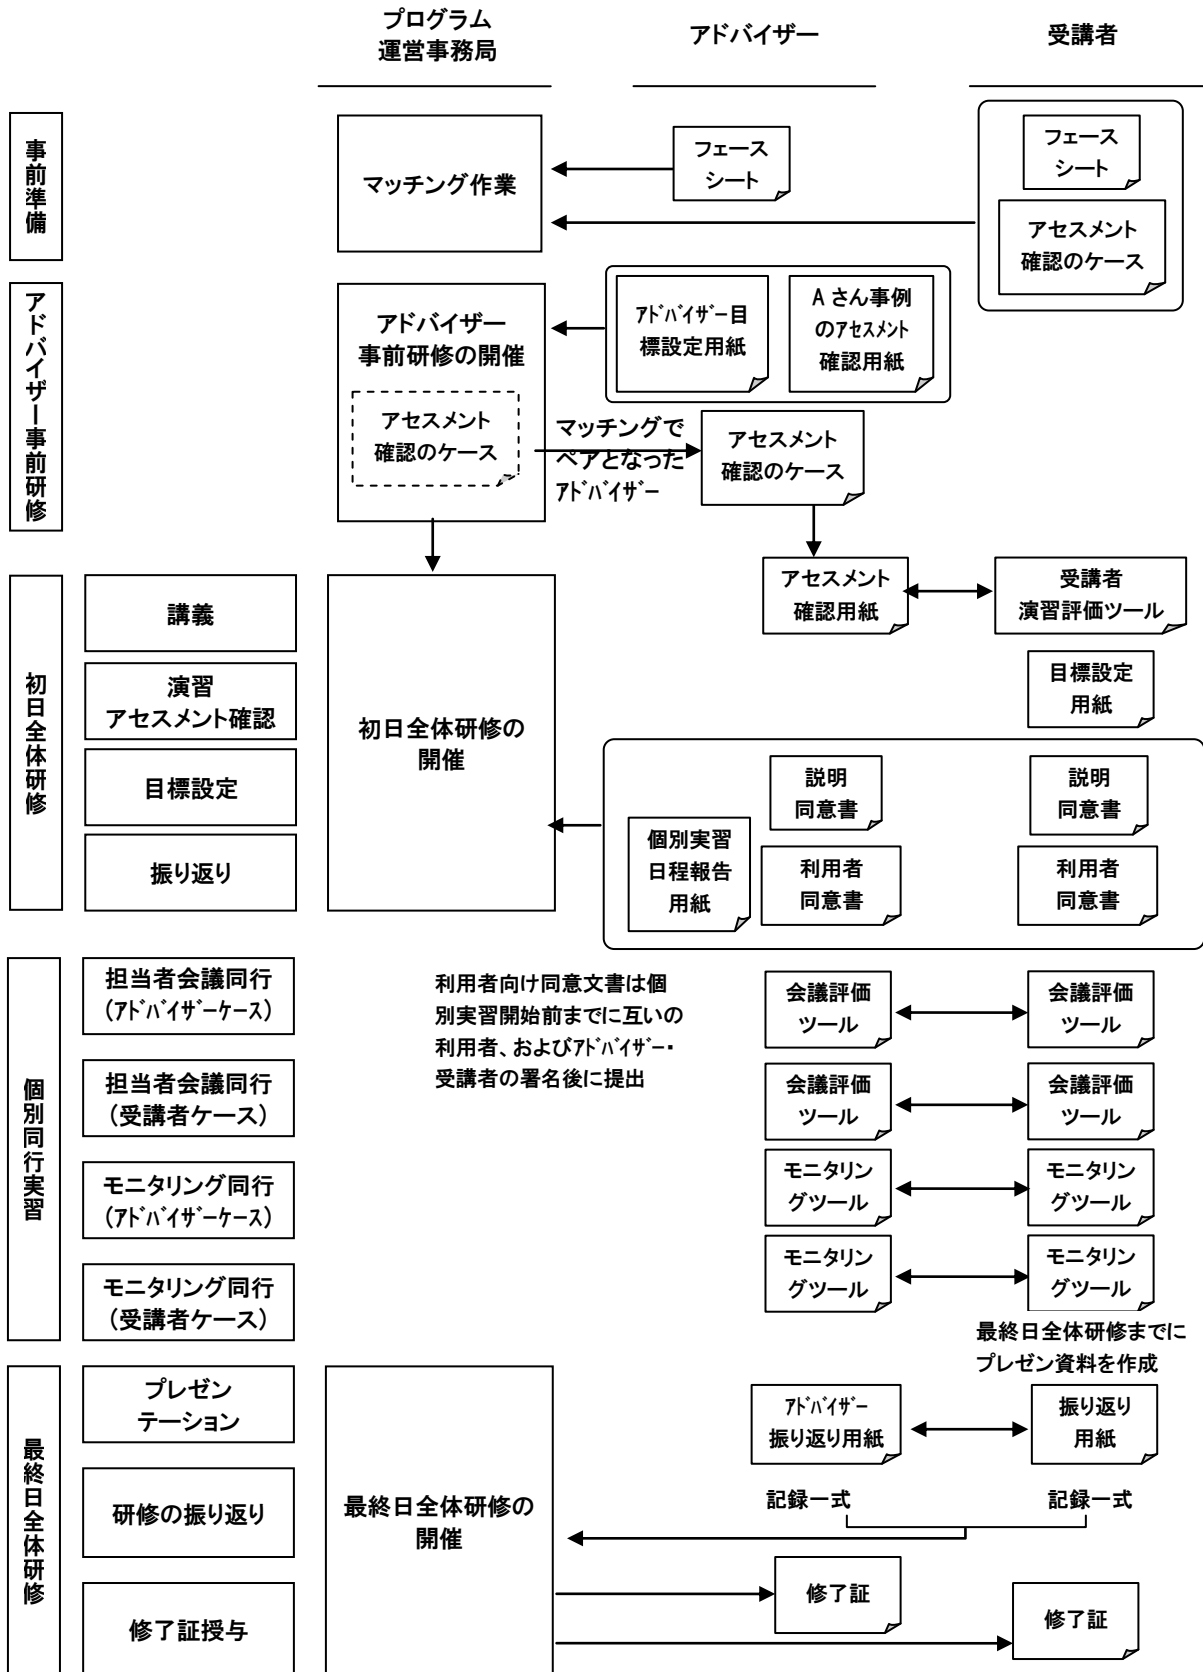 プログラム
運営事務局
アドバイザー
受講者
事前準備
マッチング作業
フェース
シート
フェース
シート
アセスメント
確認のケース
アドバイザー事前研修
アドバイザー
事前研修の開催
アセスメント
確認のケース
ｱﾄﾞﾊﾞｲｻﾞｰ目
標設定用紙
A さん事例
のｱｾｽﾒﾝﾄ
確認用紙
マッチングで
ペアとなった
ｱﾄﾞﾊﾞｲｻﾞｰ
アセスメント
確認のケース
初日全体研修
講義
演習
アセスメント確認
目標設定
振り返り
初日全体研修の
開催
アセスメント
確認用紙
受講者
演習評価ツール
目標設定
用紙
説明
同意書
説明
同意書
個別実習
日程報告
用紙
利用者
同意書
利用者
同意書
個別同行実習
担当者会議同行
(ｱﾄﾞﾊﾞｲｻﾞｰｹｰｽ)
担当者会議同行
(受講者ケース)
モニタリング同行
(ｱﾄﾞﾊﾞｲｻﾞｰｹｰｽ)
モニタリング同行
(受講者ケース)
利用者向け同意文書は個
別実習開始前までに互いの
利用者、およびｱﾄﾞﾊﾞｲｻﾞｰ・
受講者の署名後に提出
会議評価
ツール
会議評価
ツール
会議評価
ツール
会議評価
ツール
モニタリン
グツール
モニタリン
グツール
モニタリン
グツール
モニタリン
グツール
最終日全体研修までに
プレゼン資料を作成
最終日全体研修
プレゼン
テーション
研修の振り返り
修了証授与
最終日全体研修の
開催
ｱﾄﾞﾊﾞｲｻﾞｰ
振り返り用紙
振り返り
用紙
記録一式
記録一式
修了証
修了証